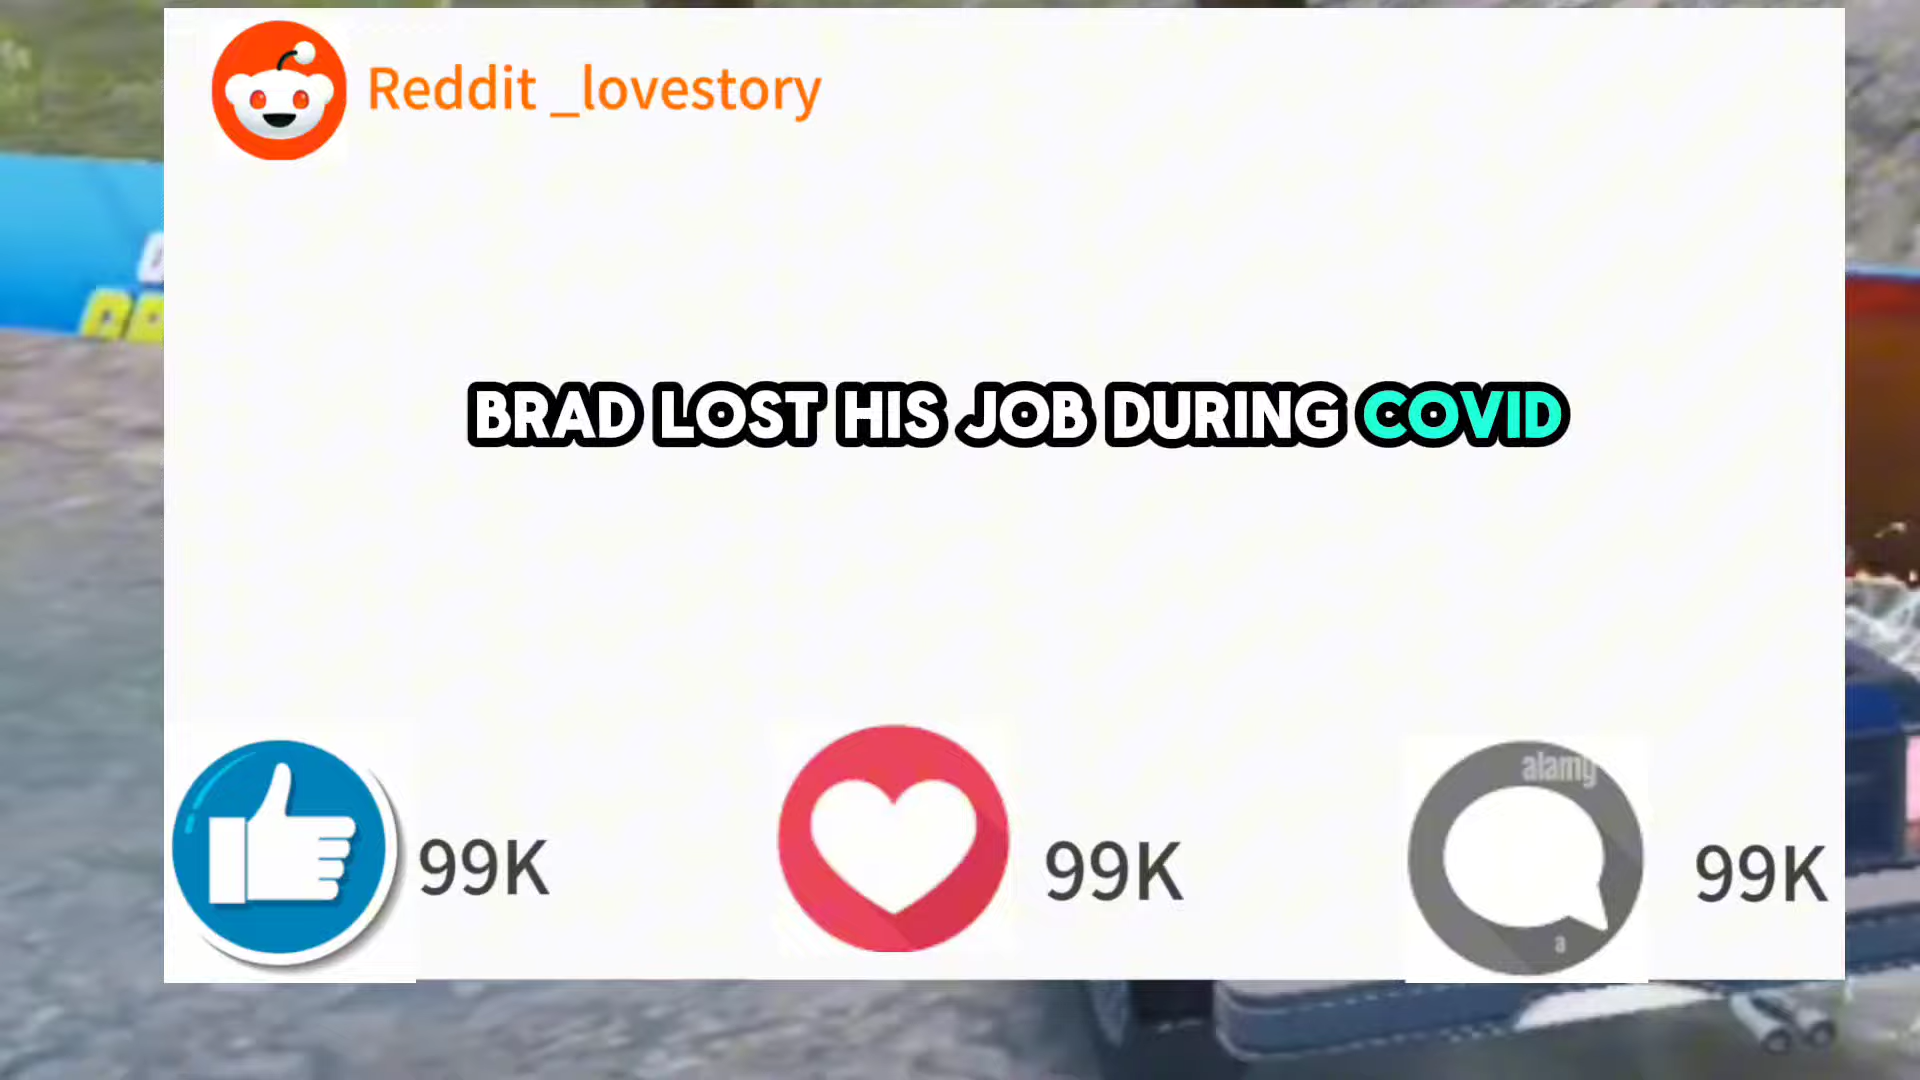 Reddit _lovestory
BRAD LOST HIS JOB DURING COVID
alamy
a
99K
99K
99K